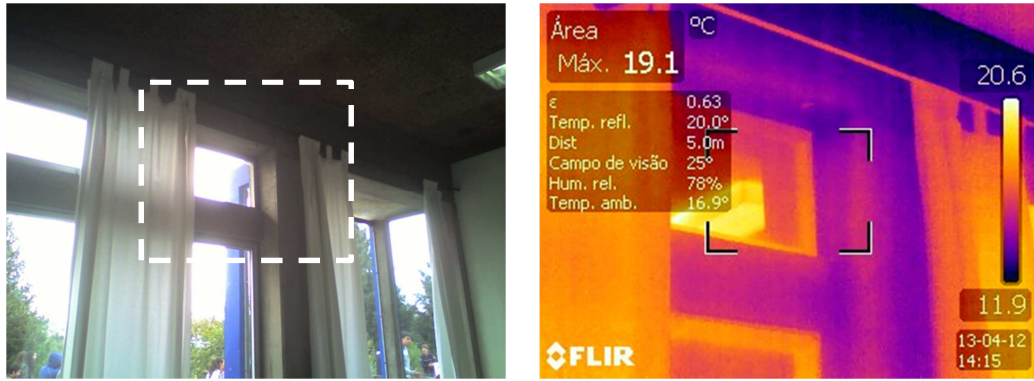 Área
Máx. 19.1
°C
20.6
ε 0.63
Temp. refl. 20.0°
Dist 5.0m
Campo de visão 25°
Hum. rel. 78%
Temp. amb. 16.9°
11.9
13-04-12
14:15
FLIR